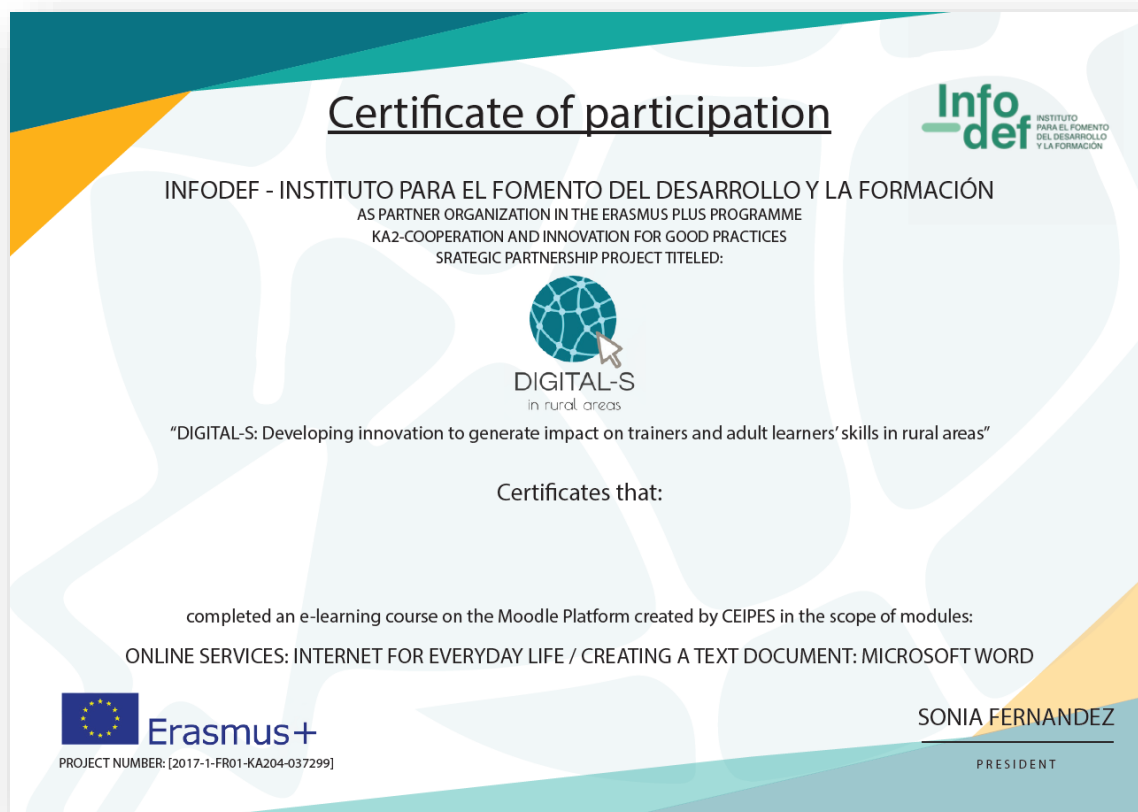 Certificate of participation
Info
def
INSTITUTO
PARA EL FOMENTO
DEL DESARROLLO
Y LA FORMACIÓN
INFODEF - INSTITUTO PARA EL FOMENTO DEL DESARROLLO Y LA FORMACIÓN
AS PARTNER ORGANIZATION IN THE ERASMUS PLUS PROGRAMME
KA2-COOPERATION AND INNOVATION FOR GOOD PRACTICES
SRATEGIC PARTNERSHIP PROJECT TITELED:
DIGITAL-S
in rural areas
“DIGITAL-S: Developing innovation to generate impact on trainers and adult learners’ skills in rural areas”
Certificates that:
completed an e-learning course on the Moodle Platform created by CEIPES in the scope of modules:
ONLINE SERVICES: INTERNET FOR EVERYDAY LIFE / CREATING A TEXT DOCUMENT: MICROSOFT WORD
Erasmus+
PROJECT NUMBER: [2017-1-FR01-KA204-037299]
SONIA FERNANDEZ
PRESIDENT